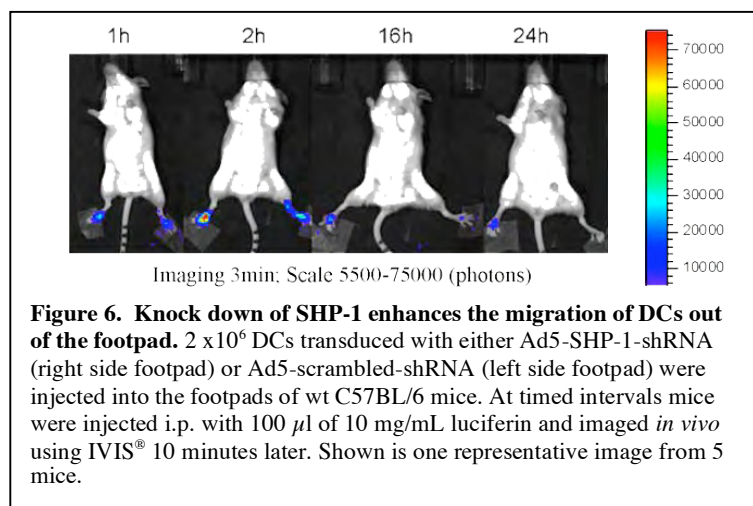 1h 2h 16h 24h
70000
60000
50000
40000
30000
20000
10000
Imaging 3min; Scale 5500-75000 (photons)
Figure 6. Knock down of SHP-1 enhances the migration of DCs out
of the footpad. 2 x10⁶ DCs transduced with either Ad5-SHP-1-shRNA
(right side footpad) or Ad5-scrambled-shRNA (left side footpad) were
injected into the footpads of wt C57BL/6 mice. At timed intervals mice
were injected i.p. with 100 µl of 10 mg/mL luciferin and imaged in vivo
using IVIS® 10 minutes later. Shown is one representative image from 5
mice.